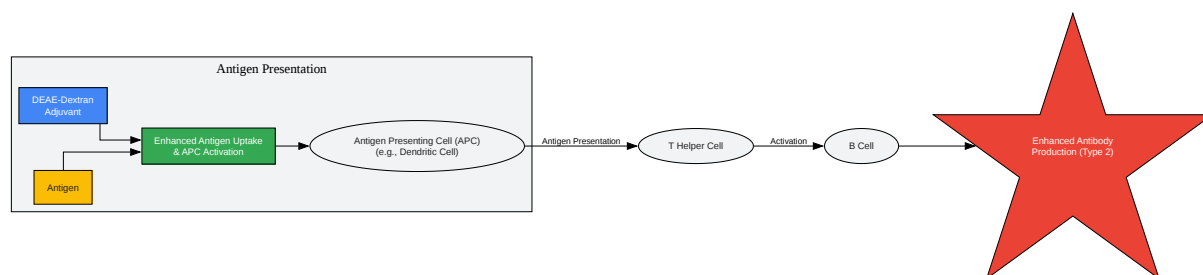 Antigen Presentation
DEAE-Dextran
Adjuvant
Enhanced Antigen Uptake
& APC Activation
Antigen
Antigen Presenting Cell (APC)
(e.g., Dendritic Cell)
Antigen Presentation
T Helper Cell
Activation
B Cell
Enhanced Antibody
Production (Type 2)